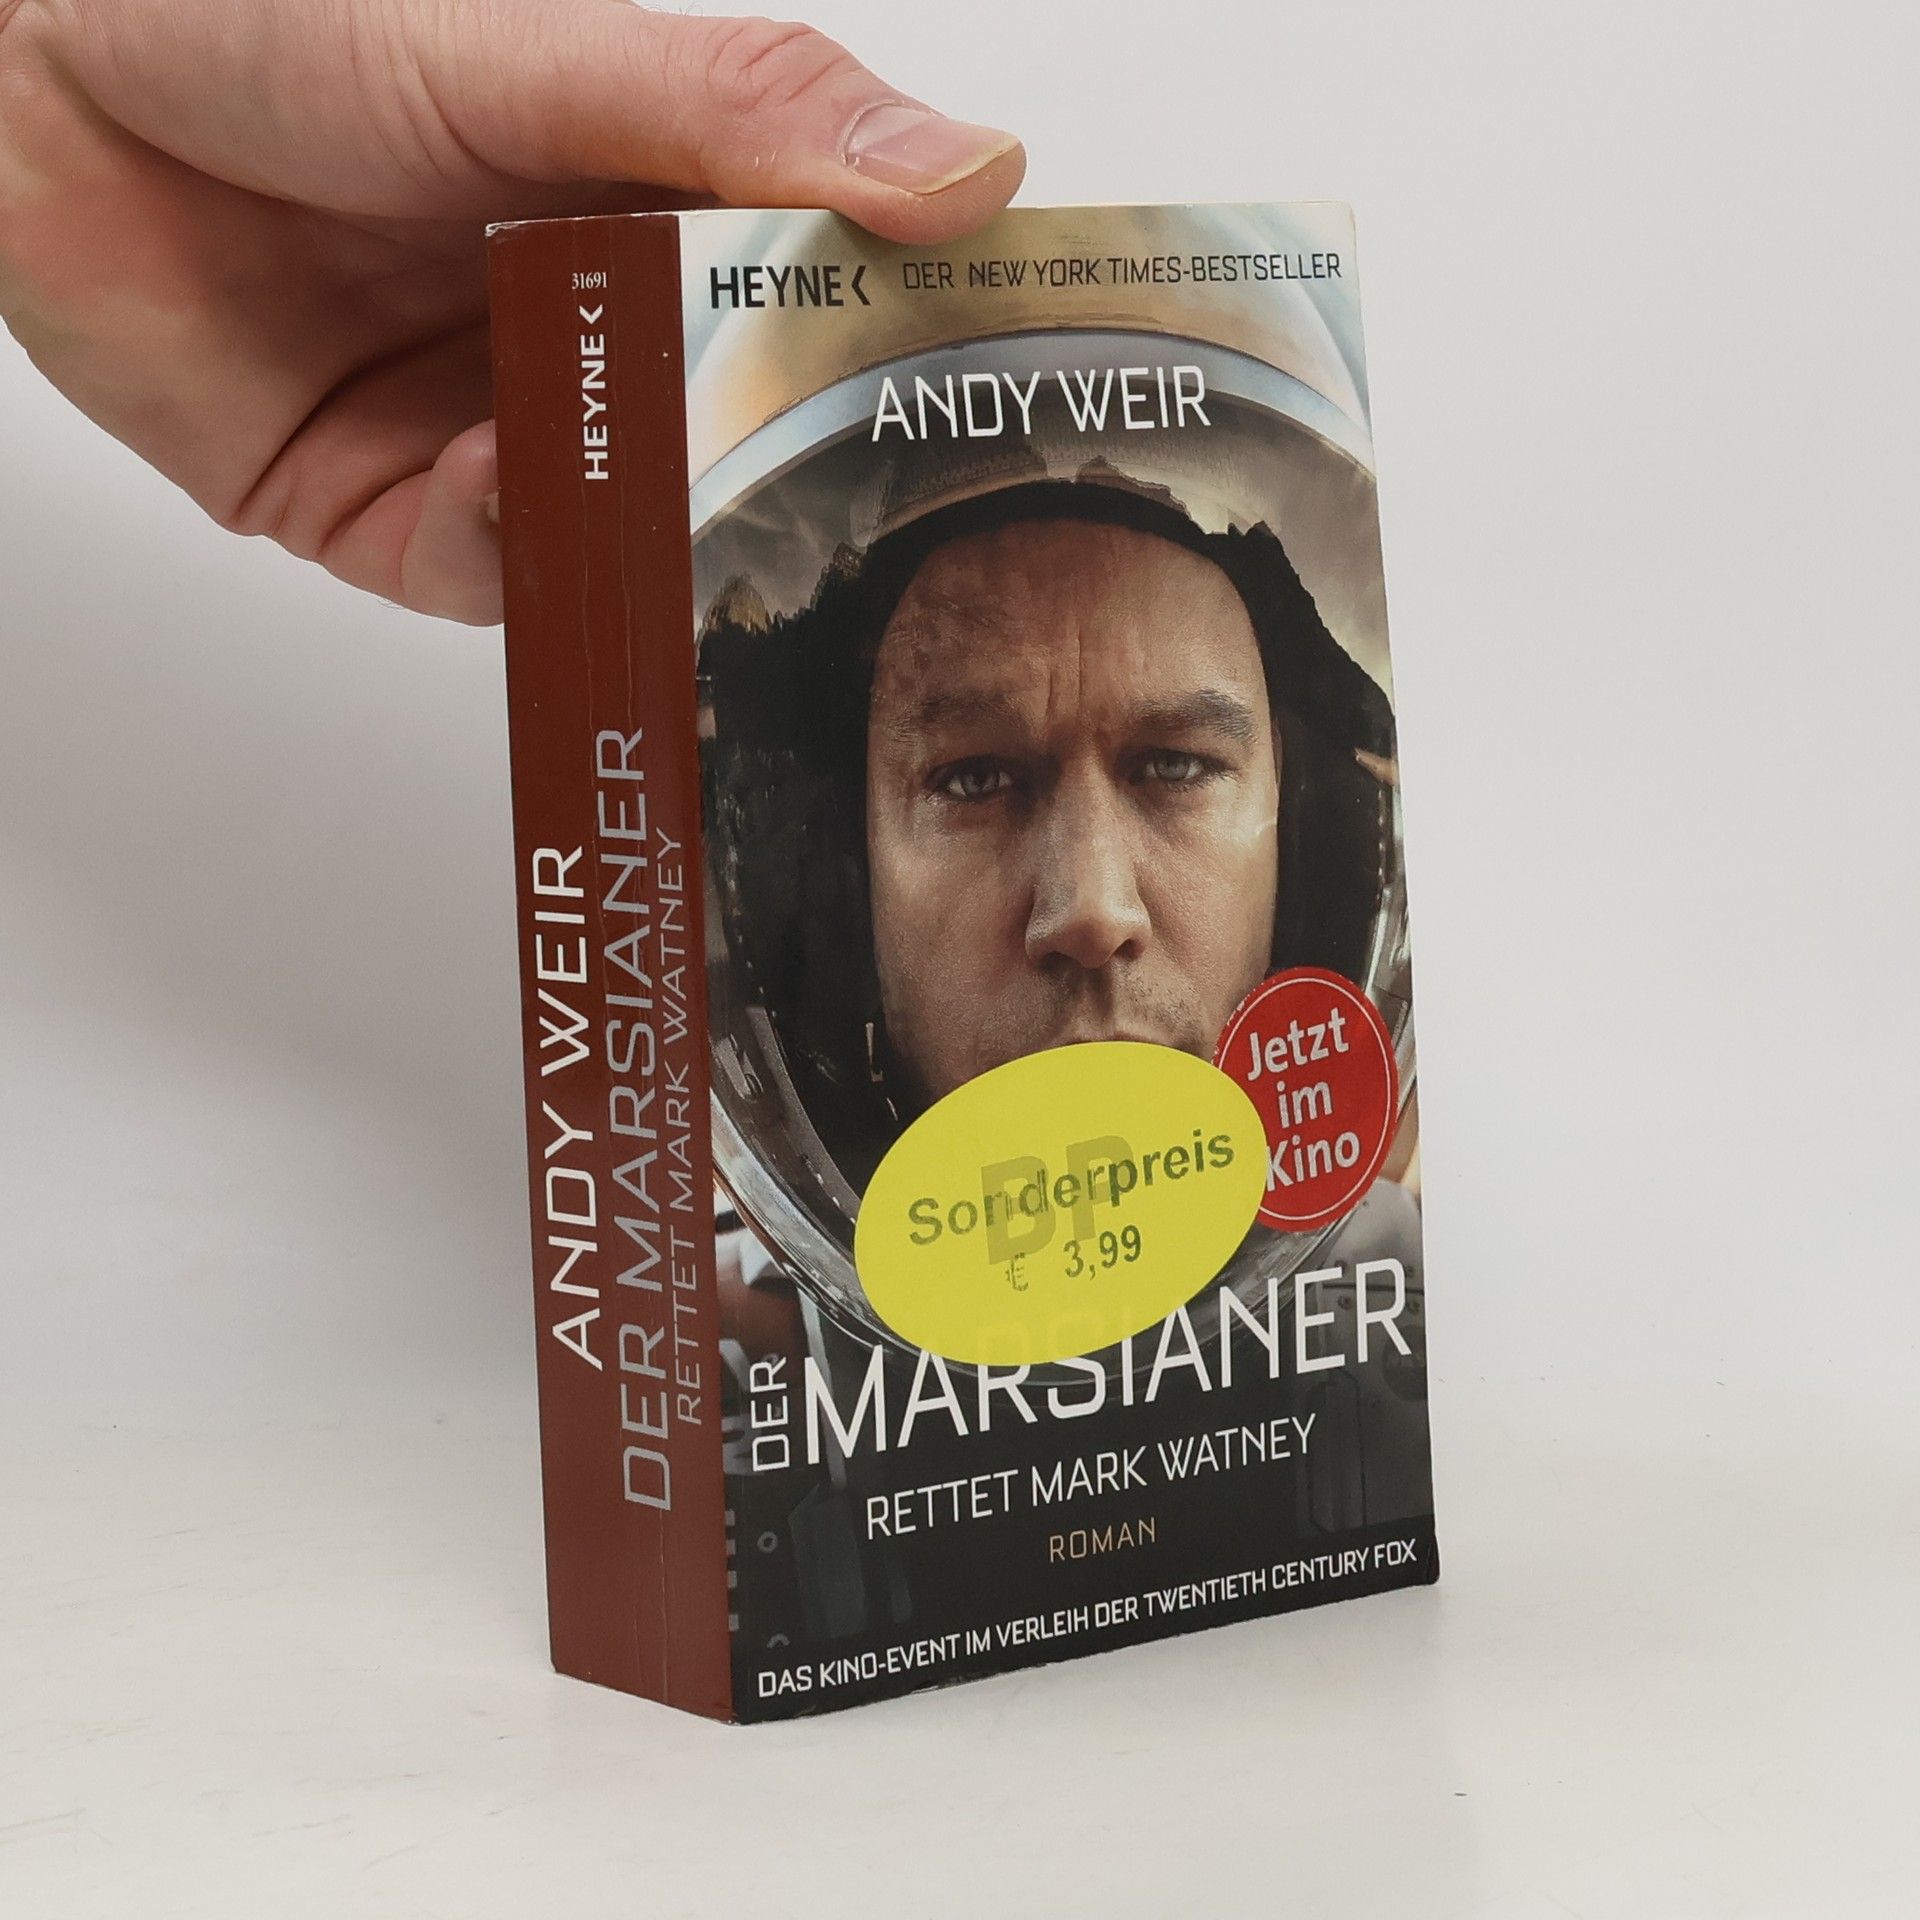 31691
HEYNE<
ANDY WEIR
DER MARSIANER
RETTET MARK WATNEY
HEYNE<
DER NEW YORK TIMES-BESTSELLER
ANDY WEIR
Jetzt
im
Kino
BP
Sonderpreis
€ 3,99
DER MARSIANER
RETTET MARK WATNEY
ROMAN
DAS KINO-EVENT IM VERLEIH DER TWENTIETH CENTURY FOX